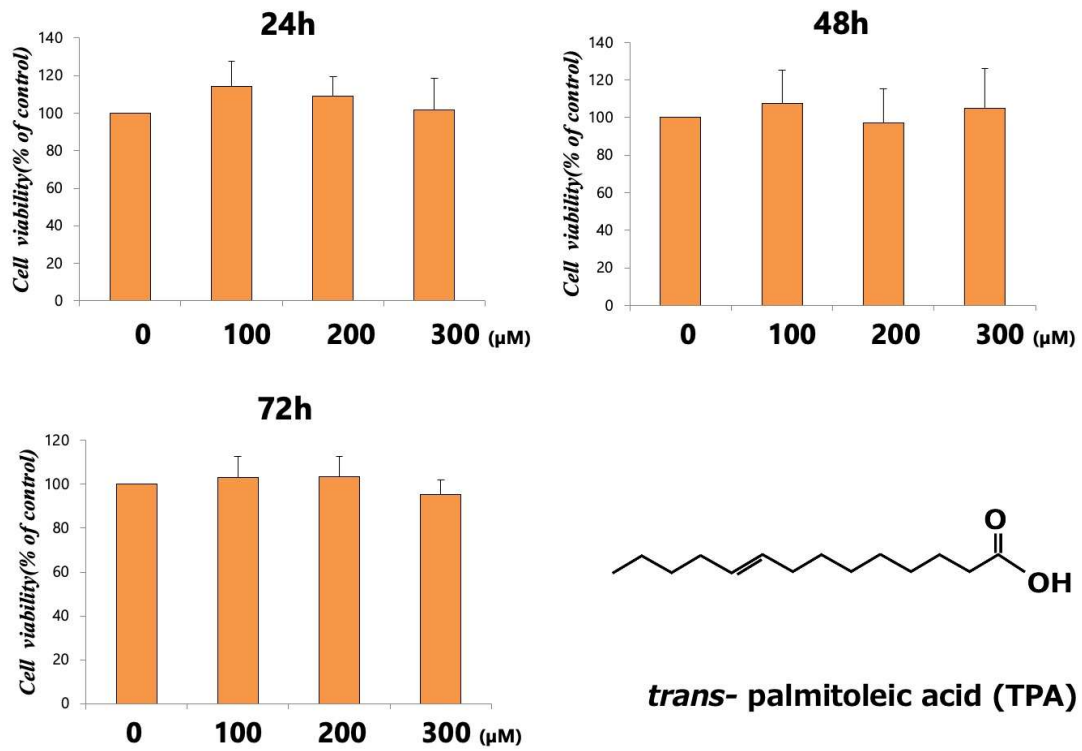 24h
Cell viability(% of control)
140
120
100
80
60
40
20
0
0 100 200 300 (µM)
48h
Cell viability(% of control)
140
120
100
80
60
40
20
0
0 100 200 300 (µM)
72h
Cell viability(% of control)
120
100
80
60
40
20
0
0 100 200 300 (µM)
O
OH
trans- palmitoleic acid (TPA)